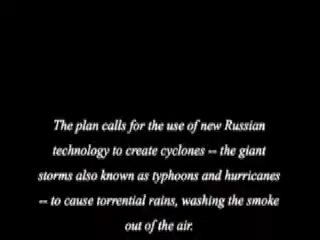 The plan calls for the use of new Russian
technology to create cyclones -- the giant
storms also known as typhoons and hurricanes
-- to cause torrential rains, washing the smoke
out of the air.